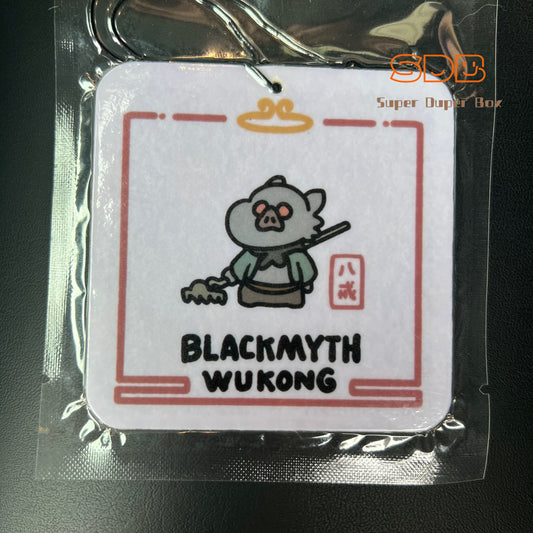 SDB
Super Duper Box
八
戒
BLACKMYTH
WUKONG